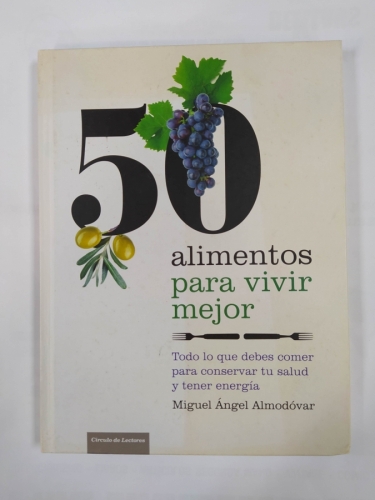 50
alimentos
para vivir
mejor
Todo lo que debes comer
para conservar tu salud
y tener energía
Miguel Ángel Almodóvar
Círculo de Lectores